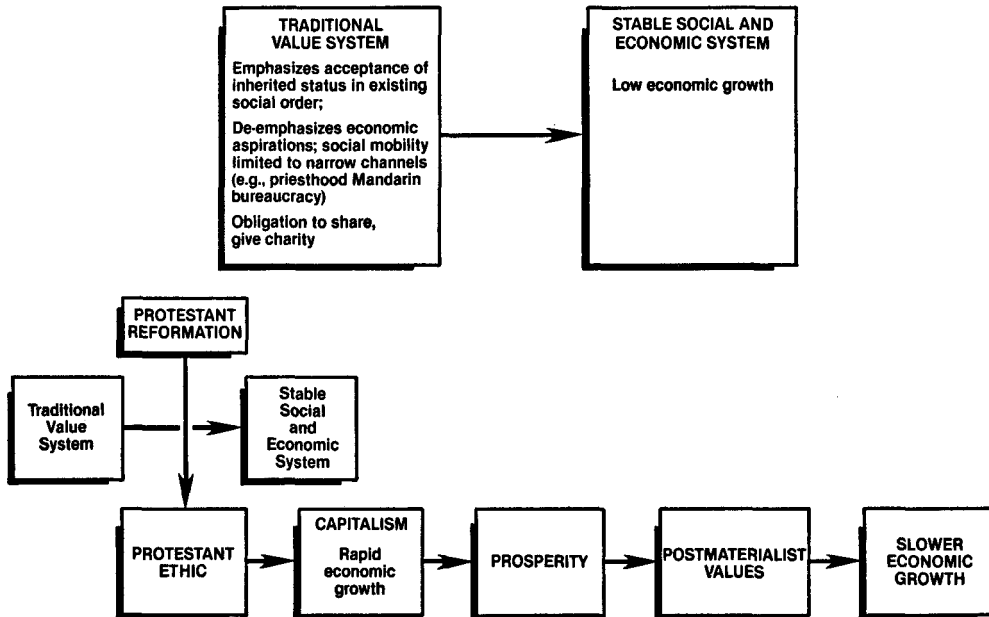 TRADITIONAL
VALUE SYSTEM
Emphasizes acceptance of
inherited status in existing
social order;
De-emphasizes economic
aspirations; social mobility
limited to narrow channels
(e.g., priesthood Mandarin
bureaucracy)
Obligation to share,
give charity
STABLE SOCIAL AND
ECONOMIC SYSTEM
Low economic growth
PROTESTANT
REFORMATION
Traditional
Value
System
Stable
Social
and
Economic
System
PROTESTANT
ETHIC
CAPITALISM
Rapid
economic
growth
PROSPERITY
POSTMATERIALIST
VALUES
SLOWER
ECONOMIC
GROWTH